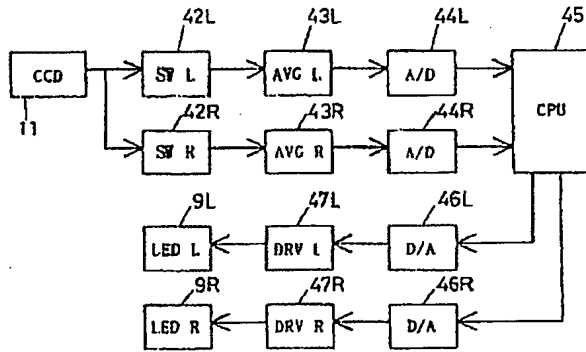 42L 43L 44L 45
CCD SW L AVG L A/D
11 42R 43R 44R CPU
SW R AVG R A/D
9L 47L 46L
LED L DRV L D/A
9R 47R 46R
LED R DRV R D/A